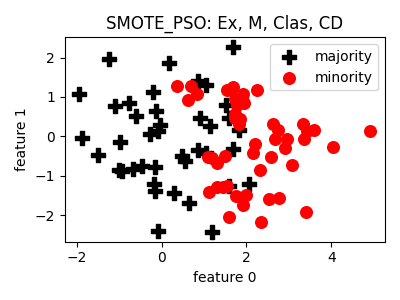 SMOTE_PSO: Ex, M, Clas, CD
majority
minority
feature 1
2
1
0
−1
−2
−2
0
2
4
feature 0